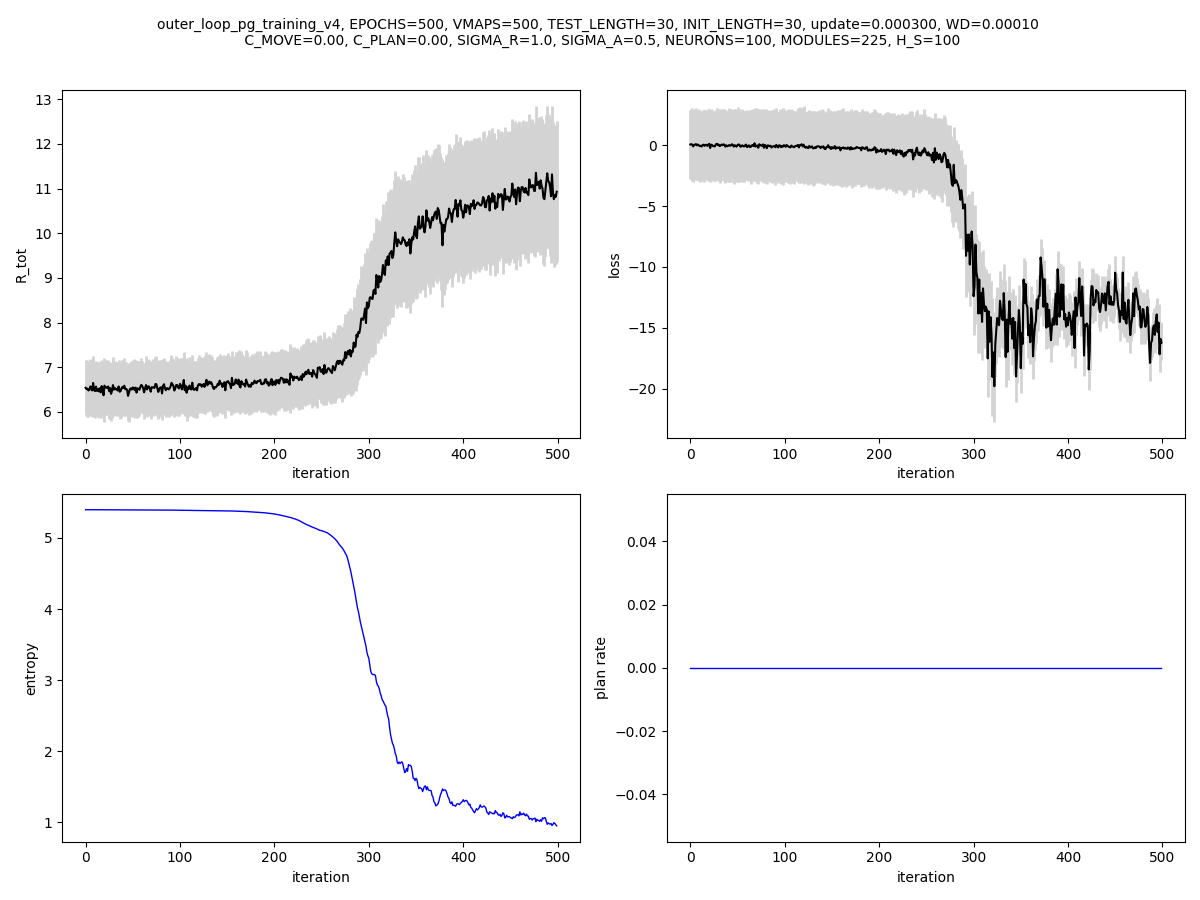 outer_loop_pg_training_v4, EPOCHS=500, VMAPS=500, TEST_LENGTH=30, INIT_LENGTH=30, update=0.000300, WD=0.00010
C_MOVE=0.00, C_PLAN=0.00, SIGMA_R=1.0, SIGMA_A=0.5, NEURONS=100, MODULES=225, H_S=100
R_tot
13
12
11
10
9
8
7
6
0 100 200 300 400 500
iteration
loss
0
−5
−10
−15
−20
0 100 200 300 400 500
iteration
entropy
5
4
3
2
1
0 100 200 300 400 500
iteration
plan rate
0.04
0.02
0.00
−0.02
−0.04
0 100 200 300 400 500
iteration